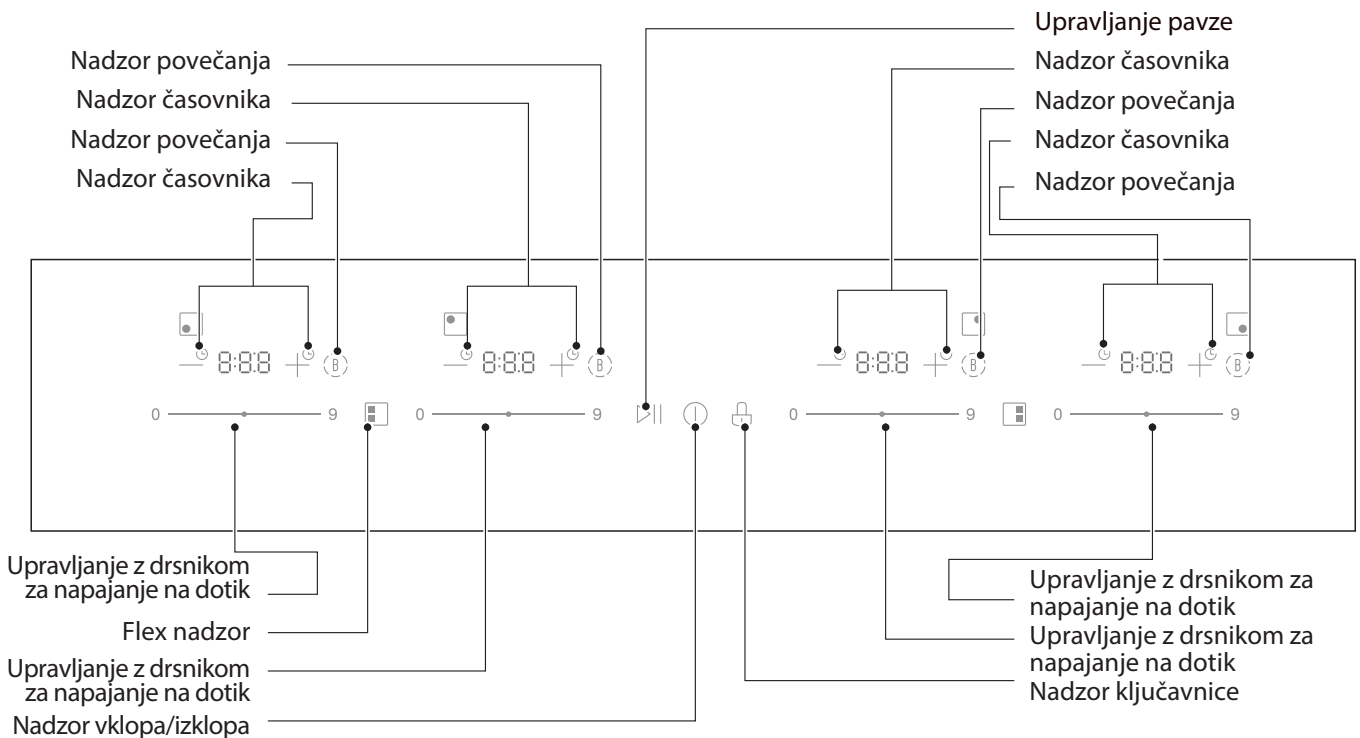 Upravljanje pavze
Nadzor povečanja
Nadzor časovnika
Nadzor povečanja
Nadzor časovnika
Nadzor časovnika
Nadzor povečanja
Nadzor časovnika
Nadzor povečanja
8:8.8 B 8:8.8 B 8:8.8 B 8:8.8 B
0 9 0 9 0 9 0 9
Upravljanje z drsnikom
za napajanje na dotik
Flex nadzor
Upravljanje z drsnikom
za napajanje na dotik
Nadzor vklopa/izklopa
Upravljanje z drsnikom za
napajanje na dotik
Upravljanje z drsnikom za
napajanje na dotik
Nadzor ključavnice